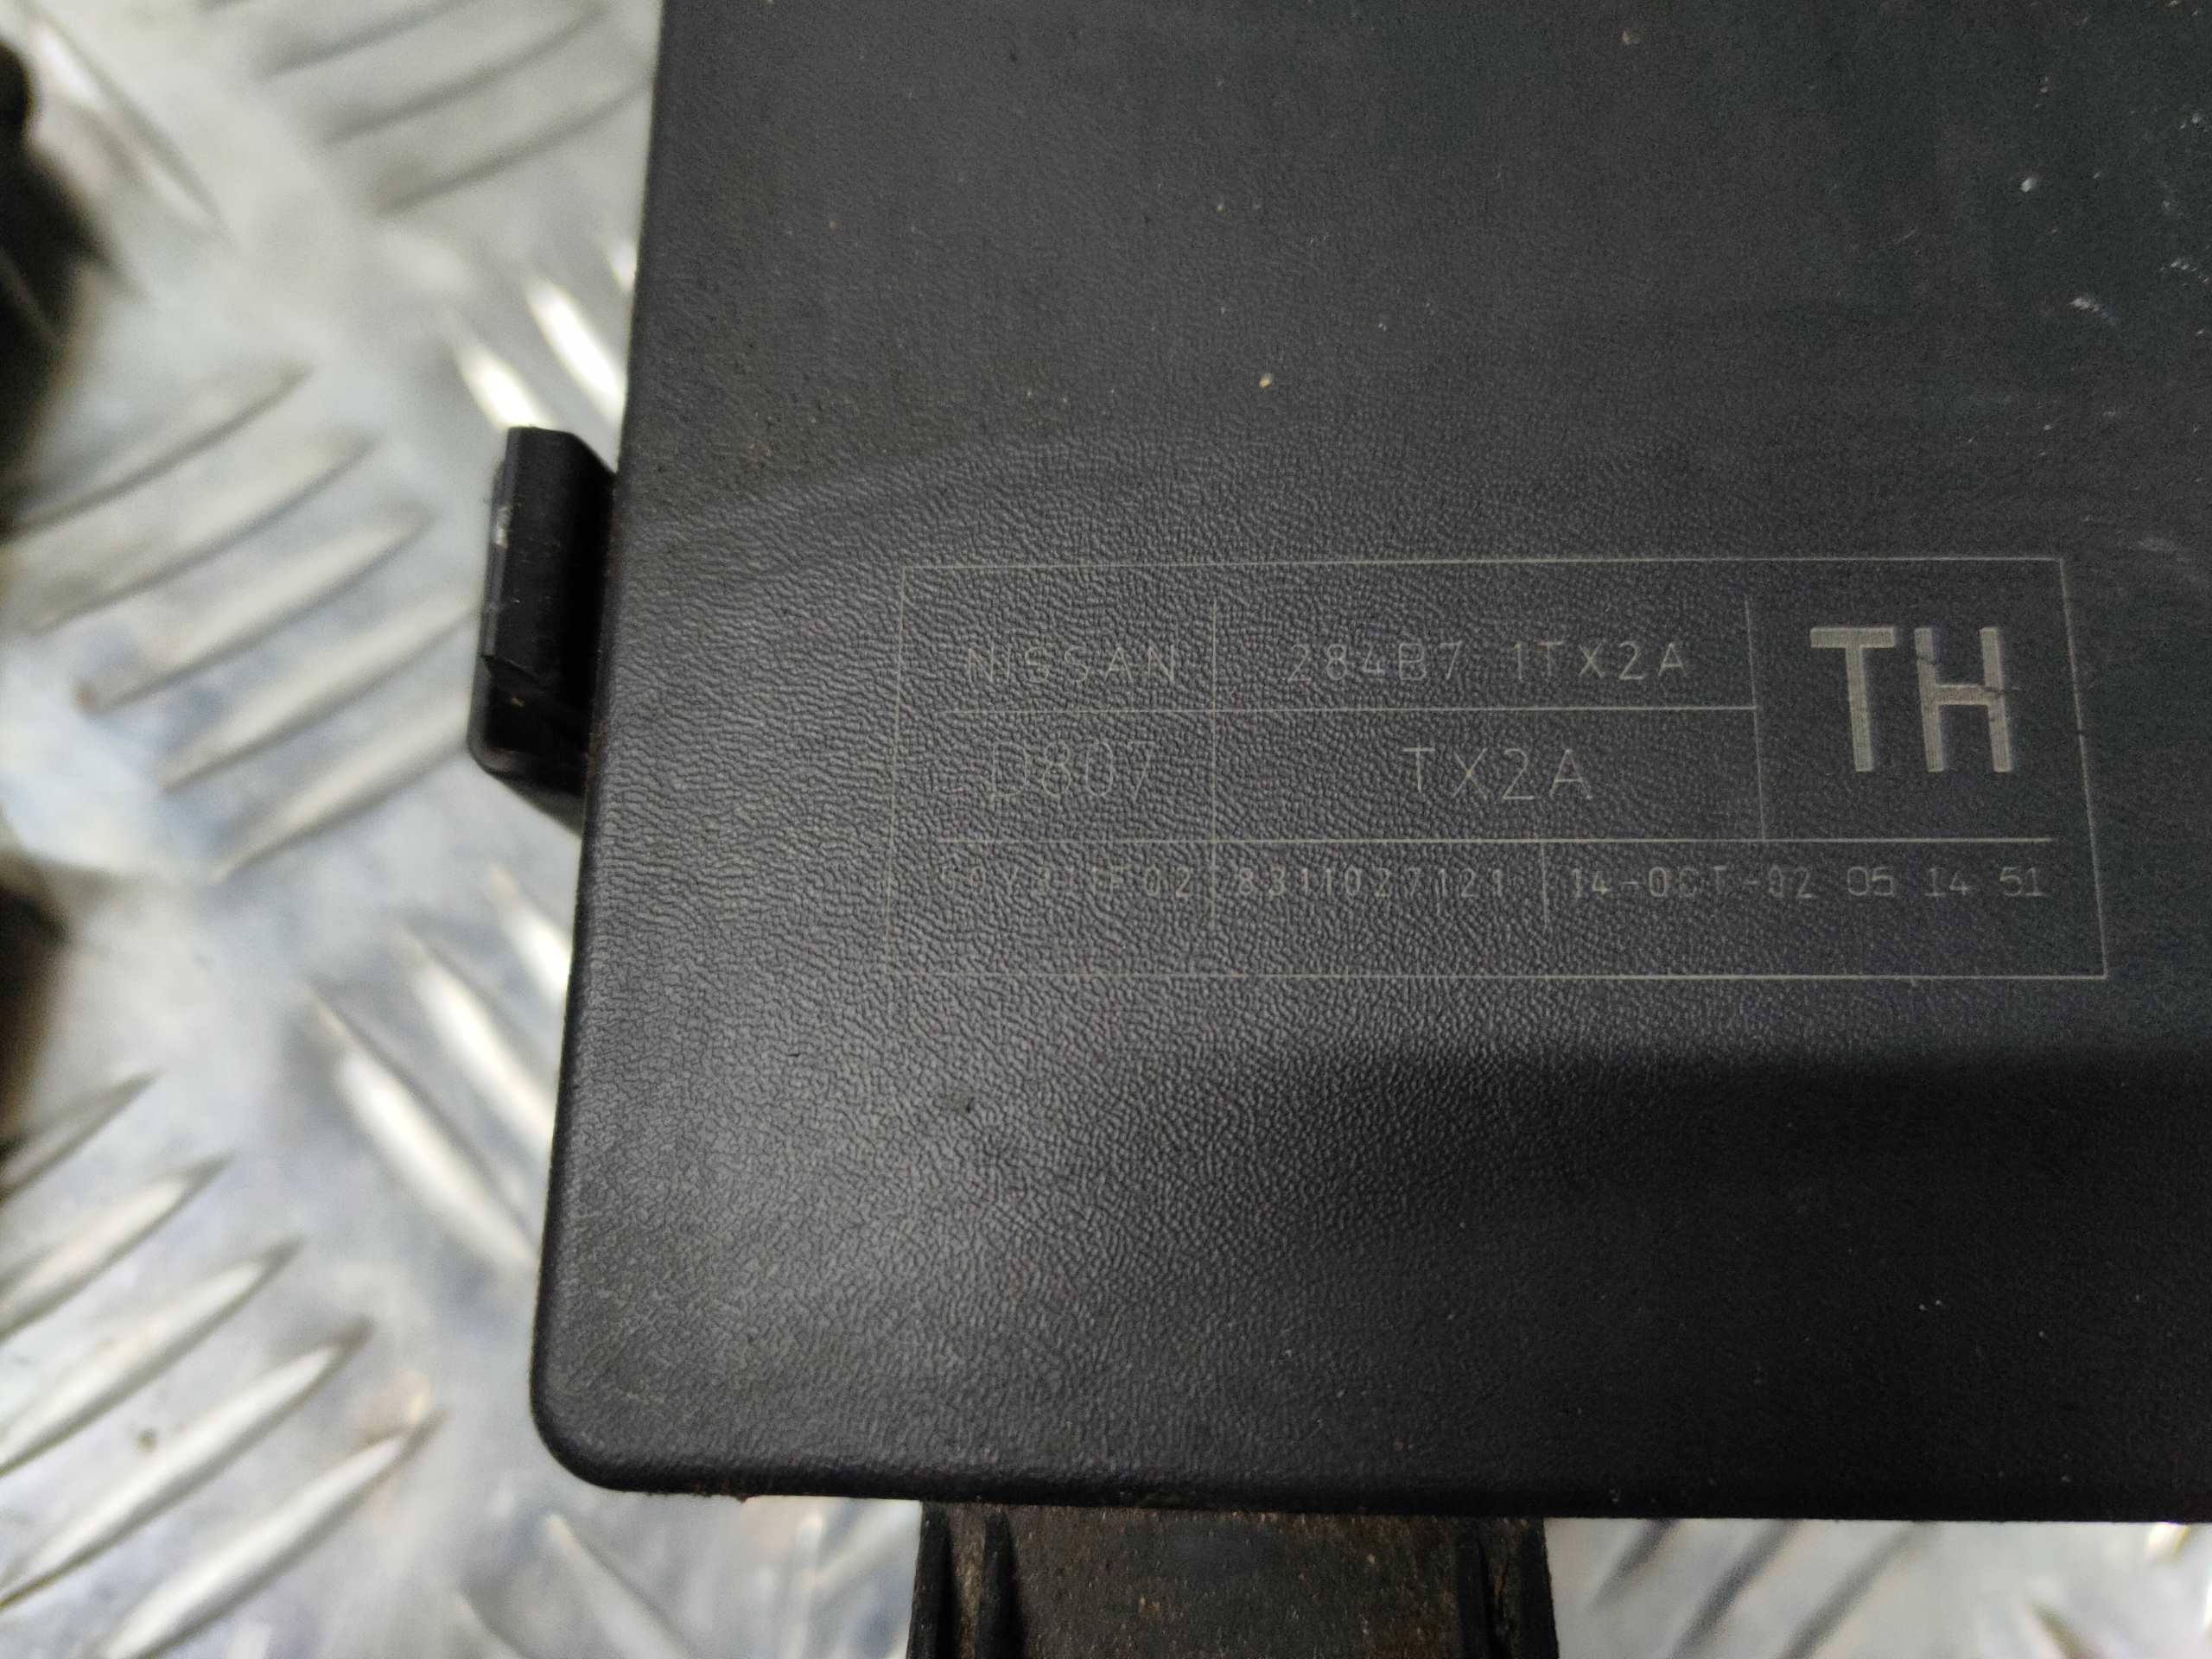 NISSAN 284B7 1TX2A TH
D807 TX2A
8311027121 14-OCT-02 05 14 51